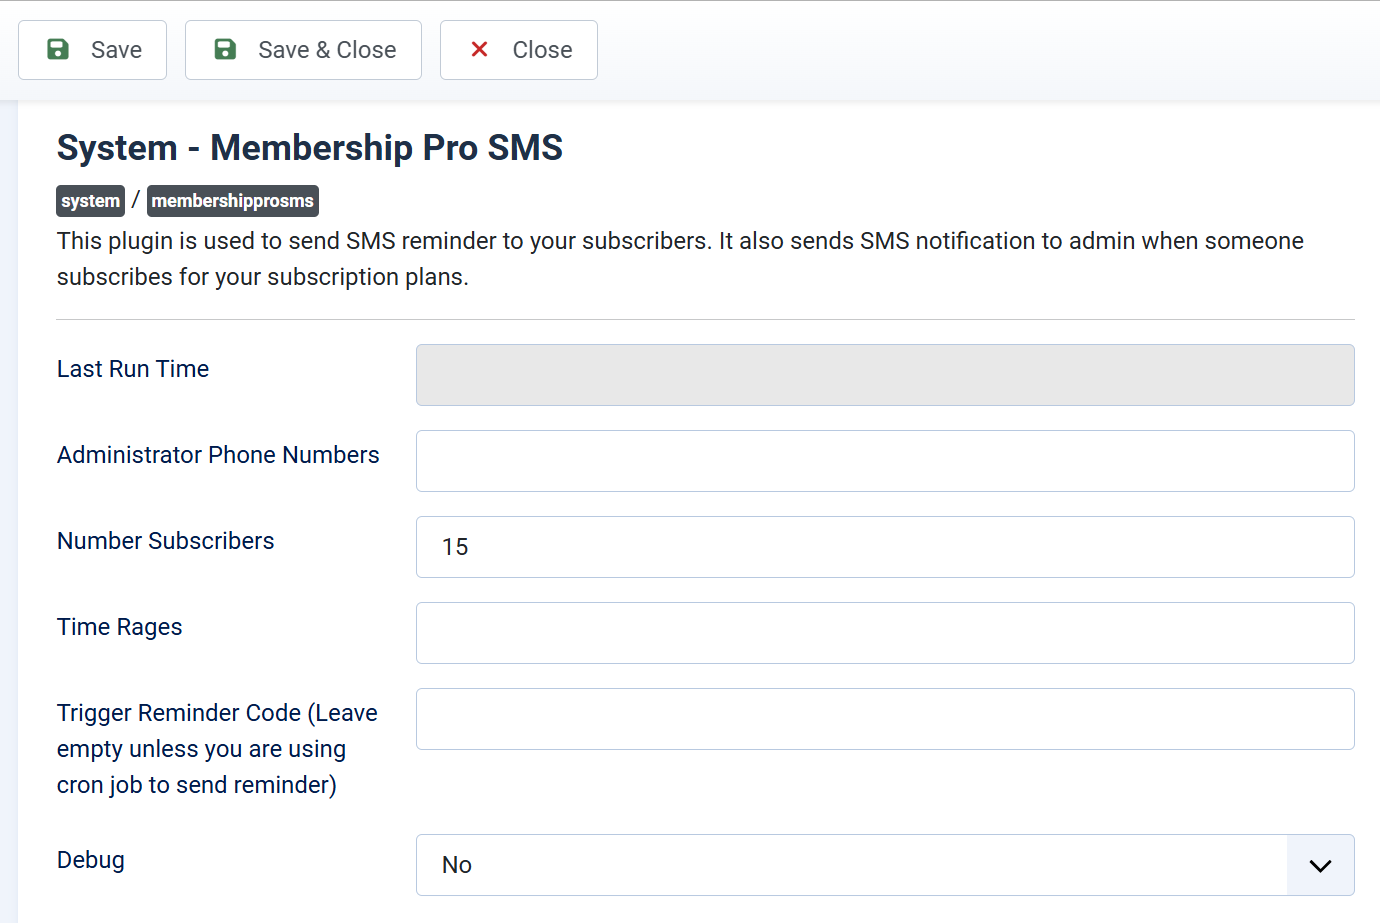 Save Save & Close Close
System - Membership Pro SMS
system / membershipprosms
This plugin is used to send SMS reminder to your subscribers. It also sends SMS notification to admin when someone
subscribes for your subscription plans.
Last Run Time
Administrator Phone Numbers
Number Subscribers 15
Time Rages
Trigger Reminder Code (Leave
empty unless you are using
cron job to send reminder)
Debug No